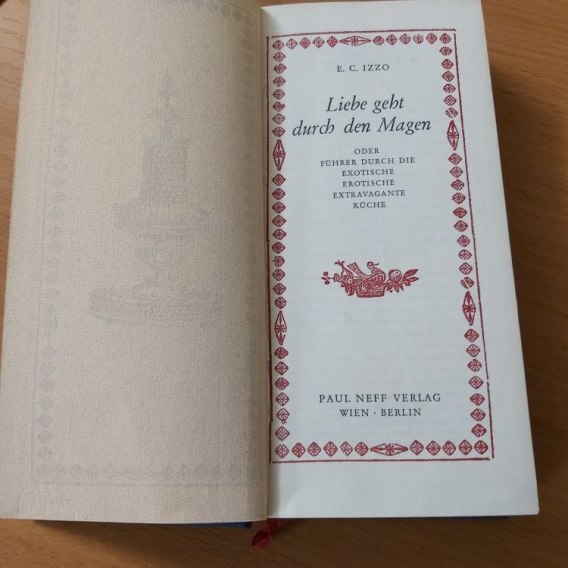 E. C. IZZO
Liebe geht
durch den Magen
ODER
FÜHRER DURCH DIE
EXOTISCHE
EROTISCHE
EXTRAVAGANTE
KÜCHE
PAUL NEFF VERLAG
WIEN · BERLIN